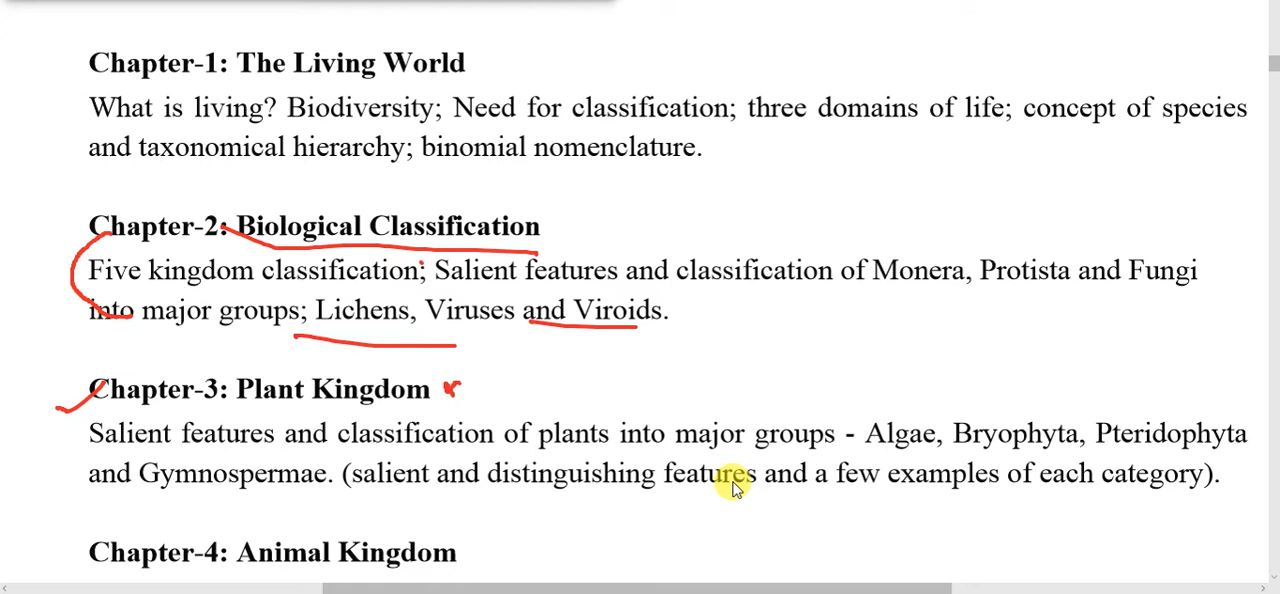 Chapter-1: The Living World
What is living? Biodiversity; Need for classification; three domains of life; concept of species
and taxonomical hierarchy; binomial nomenclature.
Chapter-2: Biological Classification
Five kingdom classification; Salient features and classification of Monera, Protista and Fungi
into major groups; Lichens, Viruses and Viroids.
Chapter-3: Plant Kingdom
Salient features and classification of plants into major groups - Algae, Bryophyta, Pteridophyta
and Gymnospermae. (salient and distinguishing features and a few examples of each category).
Chapter-4: Animal Kingdom